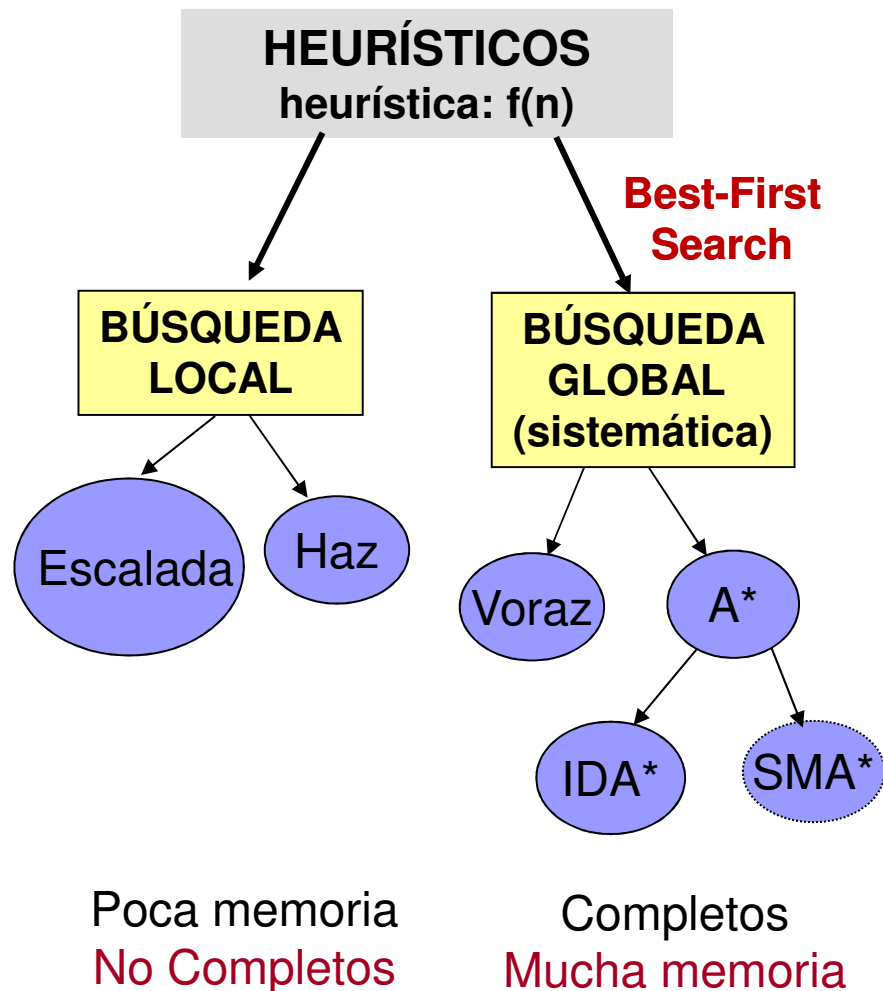 HEURÍSTICOS
heurística: f(n)
Best-First
Search
BÚSQUEDA
LOCAL
BÚSQUEDA
GLOBAL
(sistemática)
Escalada
Haz
Voraz
A*
IDA*
SMA*
Poca memoria
No Completos
Completos
Mucha memoria